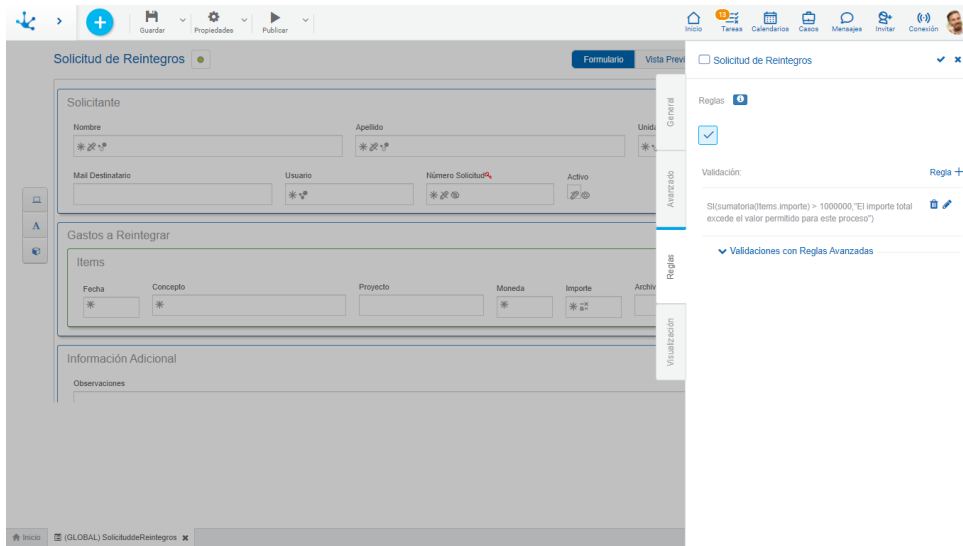 Guardar
Propiedades
Publicar
Inicio
13
Tareas
Calendarios
Casos
Mensajes
Invitar
Conexión
Solicitud de Reintegros
Formulario
Vista Previ
Solicitante
Nombre
Apellido
Unida
Mail Destinatario
Usuario
Número Solicitud
Activo
A
Gastos a Reintegrar
Items
Fecha
Concepto
Proyecto
Moneda
Importe
Archiv
Información Adicional
Observaciones
General
Avanzado
Reglas
Visualización
Solicitud de Reintegros
Reglas
Validación:
Regla
SI(sumatoria(Items.importe) > 1000000,"El importe total
excede el valor permitido para este proceso")
Validaciones con Reglas Avanzadas
Inicio
(GLOBAL) SolicituddeReintegros